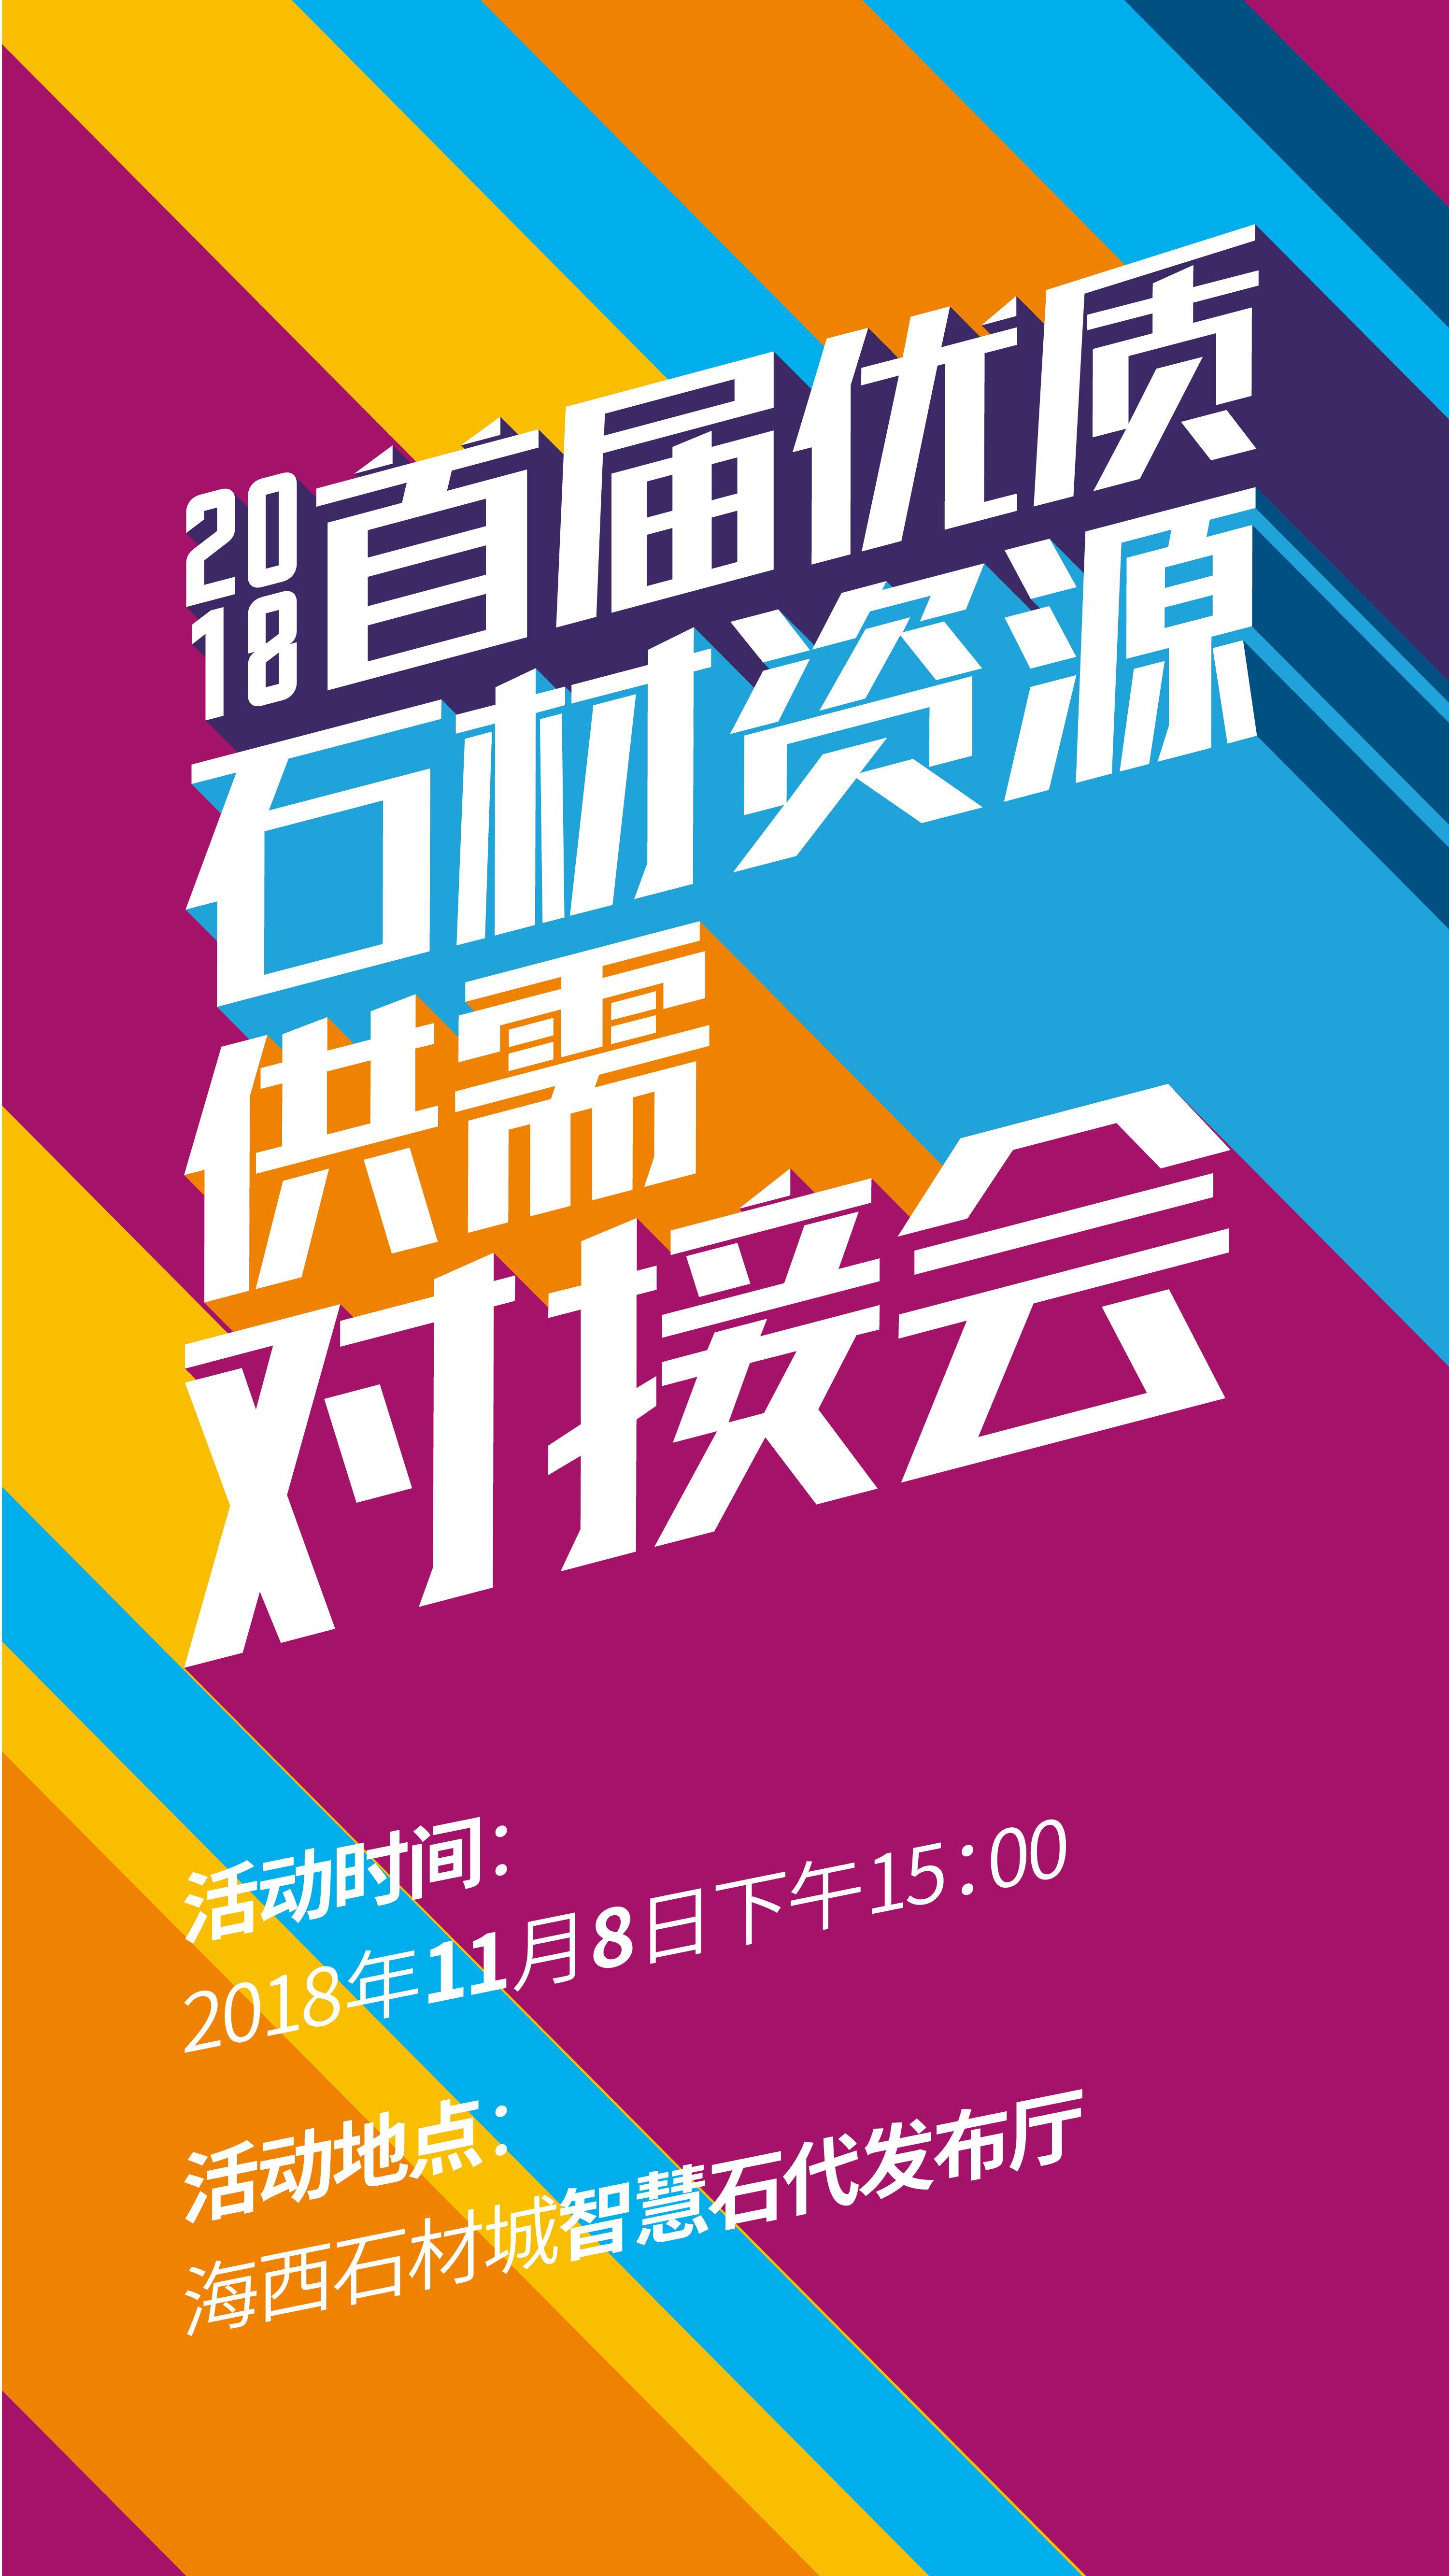 2018首届优质
石材资源
供需
对接会
活动时间：
2018年11月8日下午15：00
活动地点：
海西石材城智慧石代发布厅